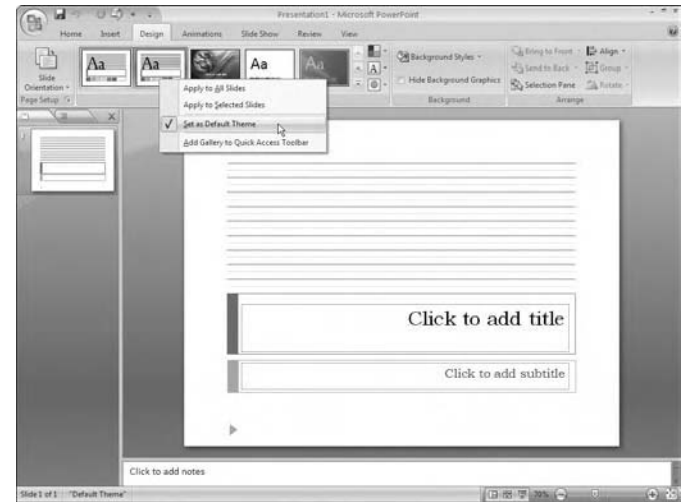 Presentation1 - Microsoft PowerPoint
Home Insert Design Animations Slide Show Review View
Slide Orientation
Page Setup
Aa Aa Aa Aa
Background Styles
Hide Background Graphics
Background
Bring to Front Align
Send to Back Group
Selection Pane Rotate
Arrange
Apply to All Slides
Apply to Selected Slides
Set as Default Theme
Add Gallery to Quick Access Toolbar
1
Click to add title
Click to add subtitle
Click to add notes
Slide 1 of 1 "Default Theme" 70%